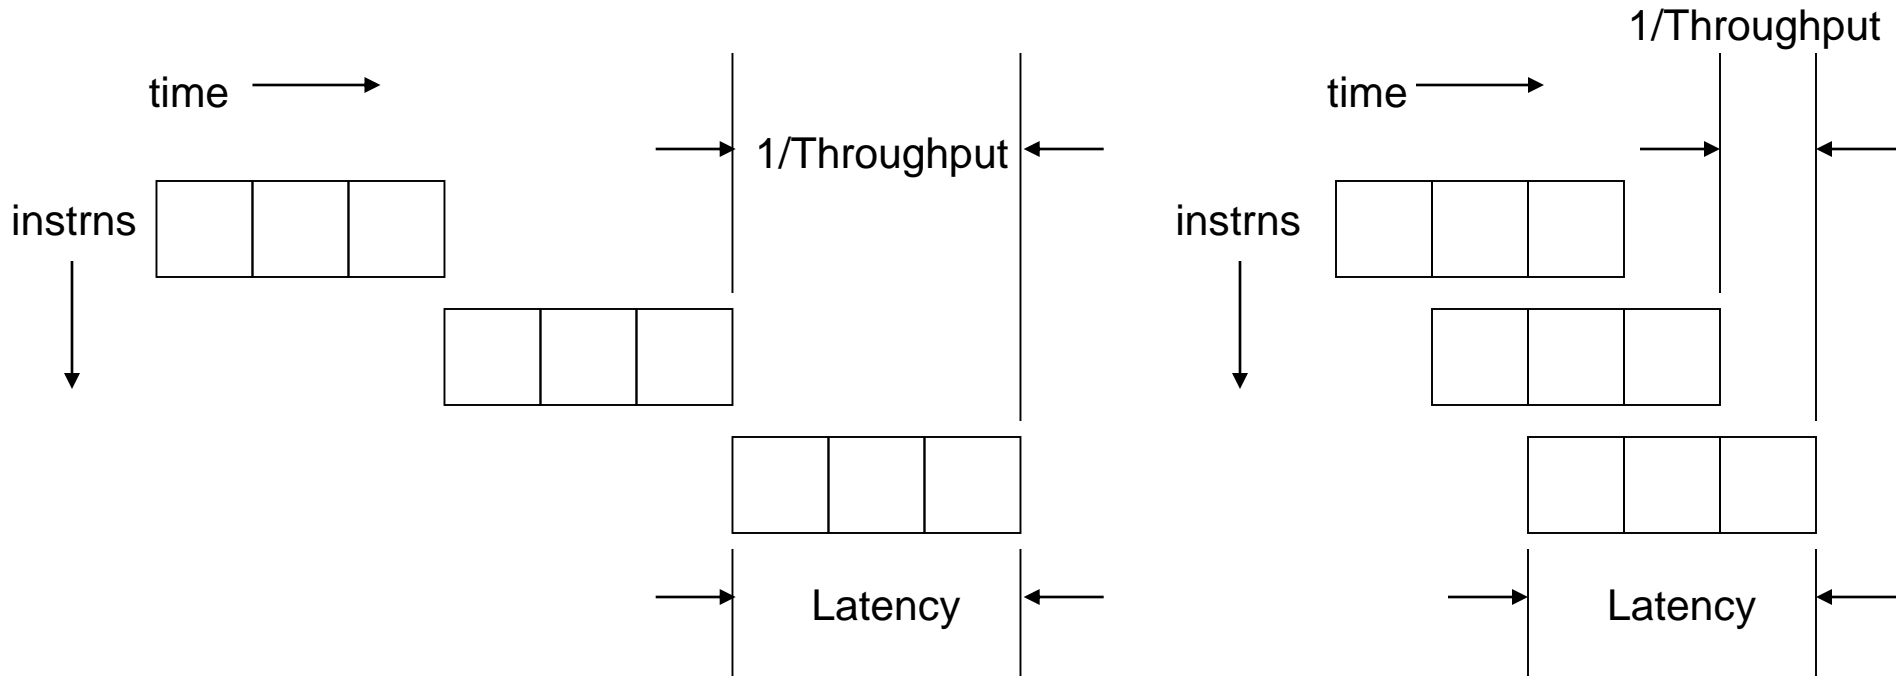 time
1/Throughput
instrns
Latency
1/Throughput
time
instrns
Latency